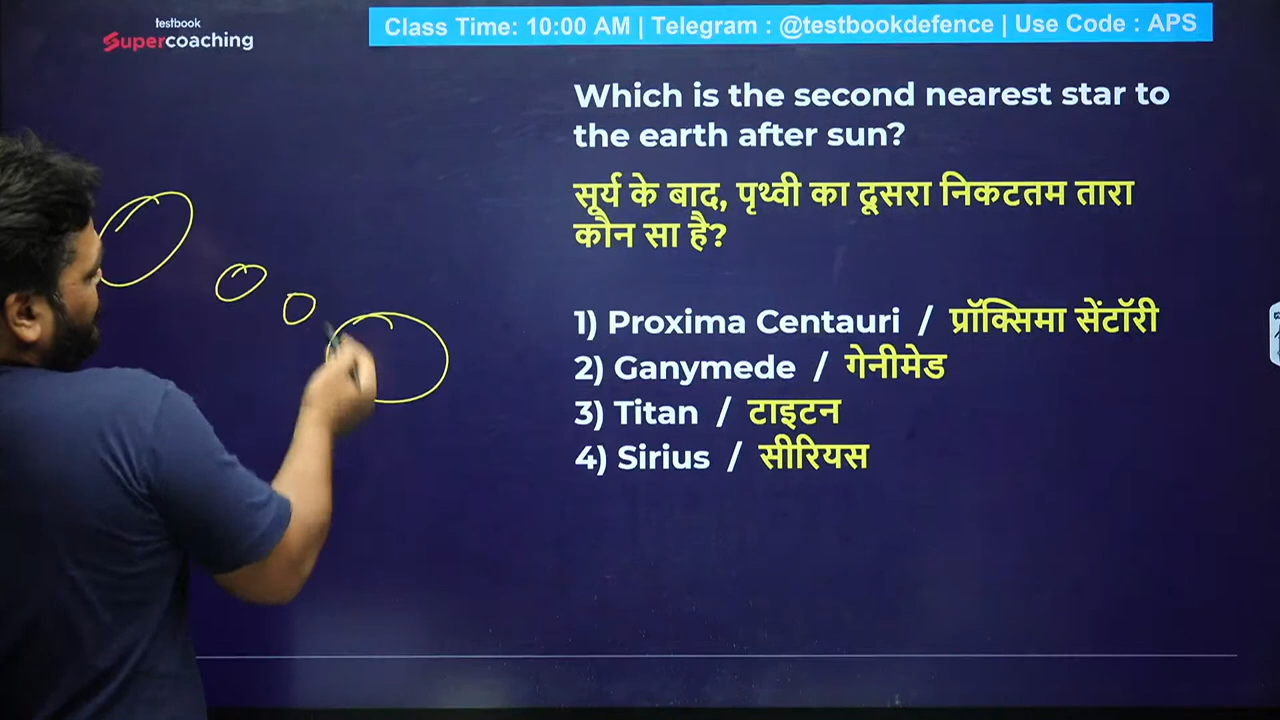 testbook
Supercoaching
Class Time: 10:00 AM | Telegram : @testbookdefence | Use Code : APS
Which is the second nearest star to
the earth after sun?
सूर्य के बाद, पृथ्वी का दूसरा निकटतम तारा
कौन सा है?
1) Proxima Centauri / प्रॉक्सिमा सेंटॉरी
2) Ganymede / गेनीमेड
3) Titan / टाइटन
4) Sirius / सीरियस